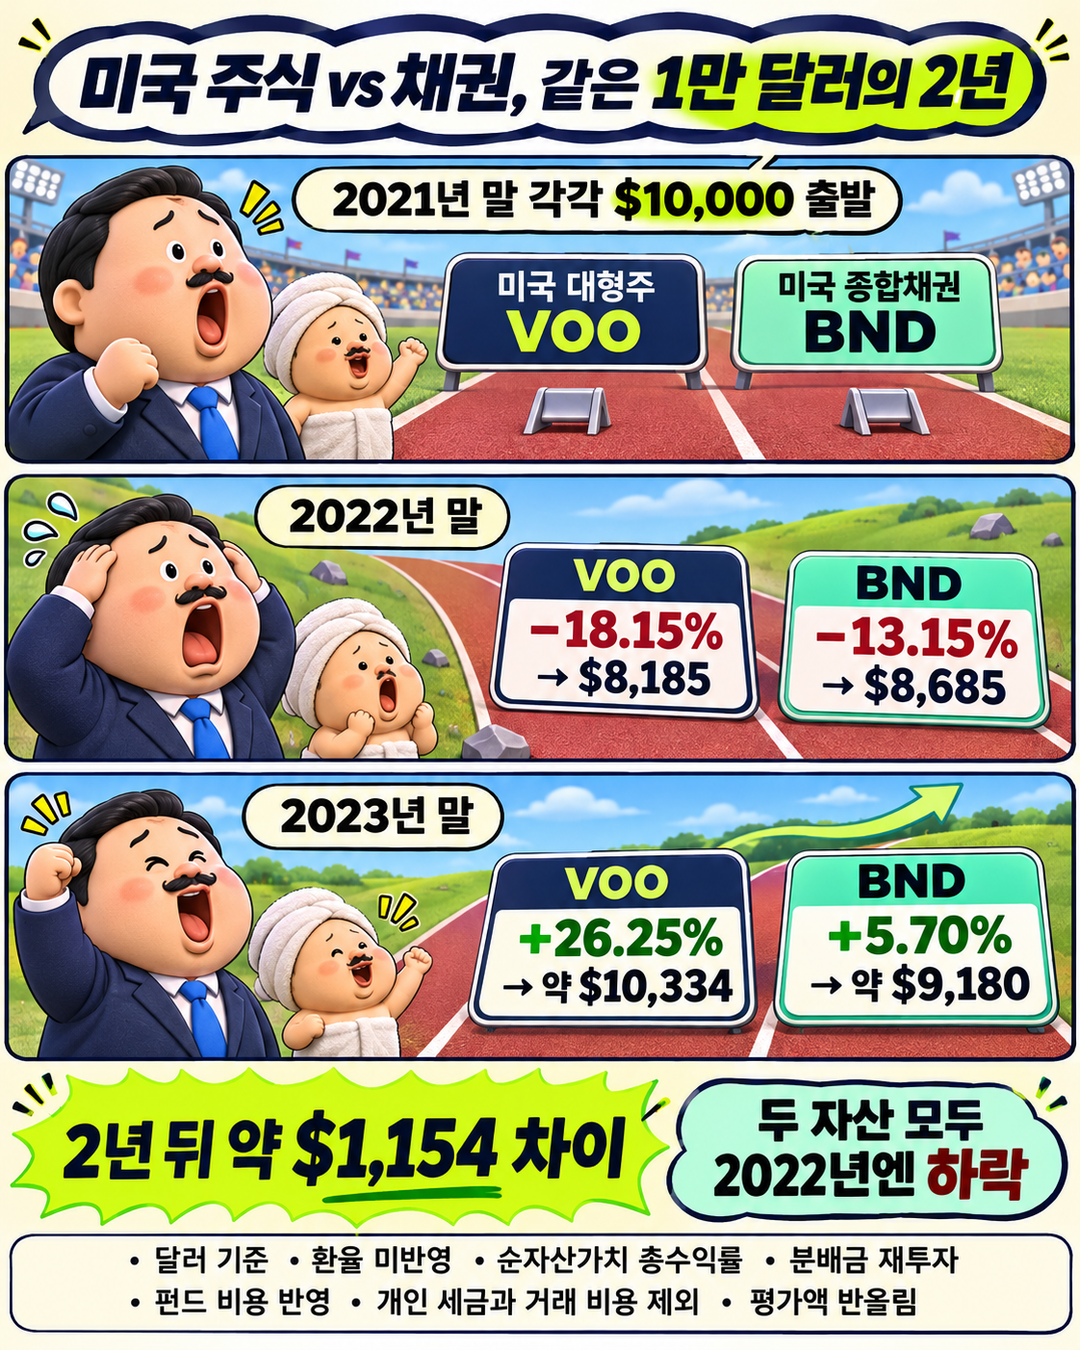 미국 주식 vs 채권, 같은 1만 달러의 2년
2021년 말 각각 $10,000 출발
미국 대형주
VOO
미국 종합채권
BND
2022년 말
VOO
−18.15%
→ $8,185
BND
−13.15%
→ $8,685
2023년 말
VOO
+26.25%
→ 약 $10,334
BND
+5.70%
→ 약 $9,180
2년 뒤 약 $1,154 차이
두 자산 모두
2022년엔 하락
• 달러 기준 • 환율 미반영 • 순자산가치 총수익률 • 분배금 재투자
• 펀드 비용 반영 • 개인 세금과 거래 비용 제외 • 평가액 반올림